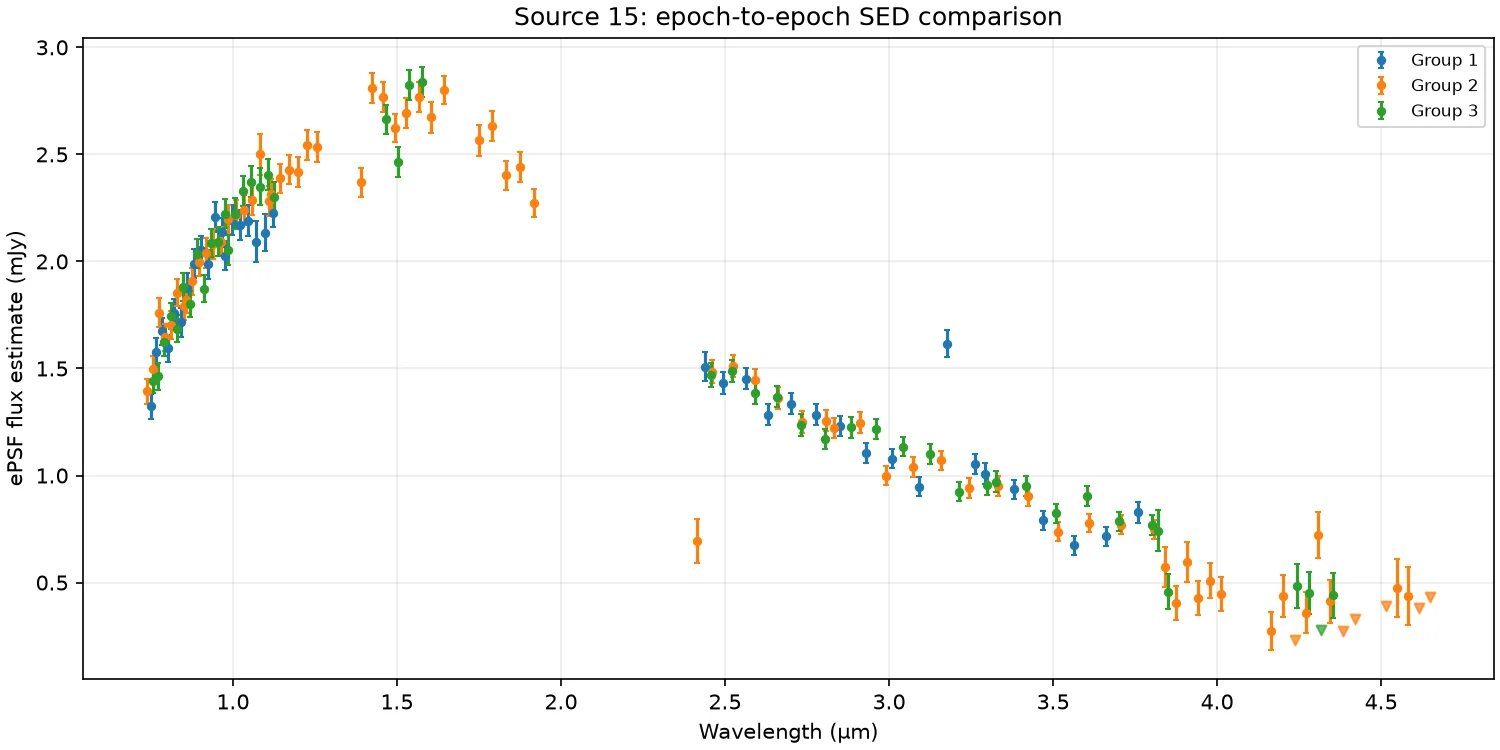 Source 15: epoch-to-epoch SED comparison
ePSF flux estimate (mJy)
3.0
2.5
2.0
1.5
1.0
0.5
Group 1
Group 2
Group 3
1.0 1.5 2.0 2.5 3.0 3.5 4.0 4.5
Wavelength (µm)